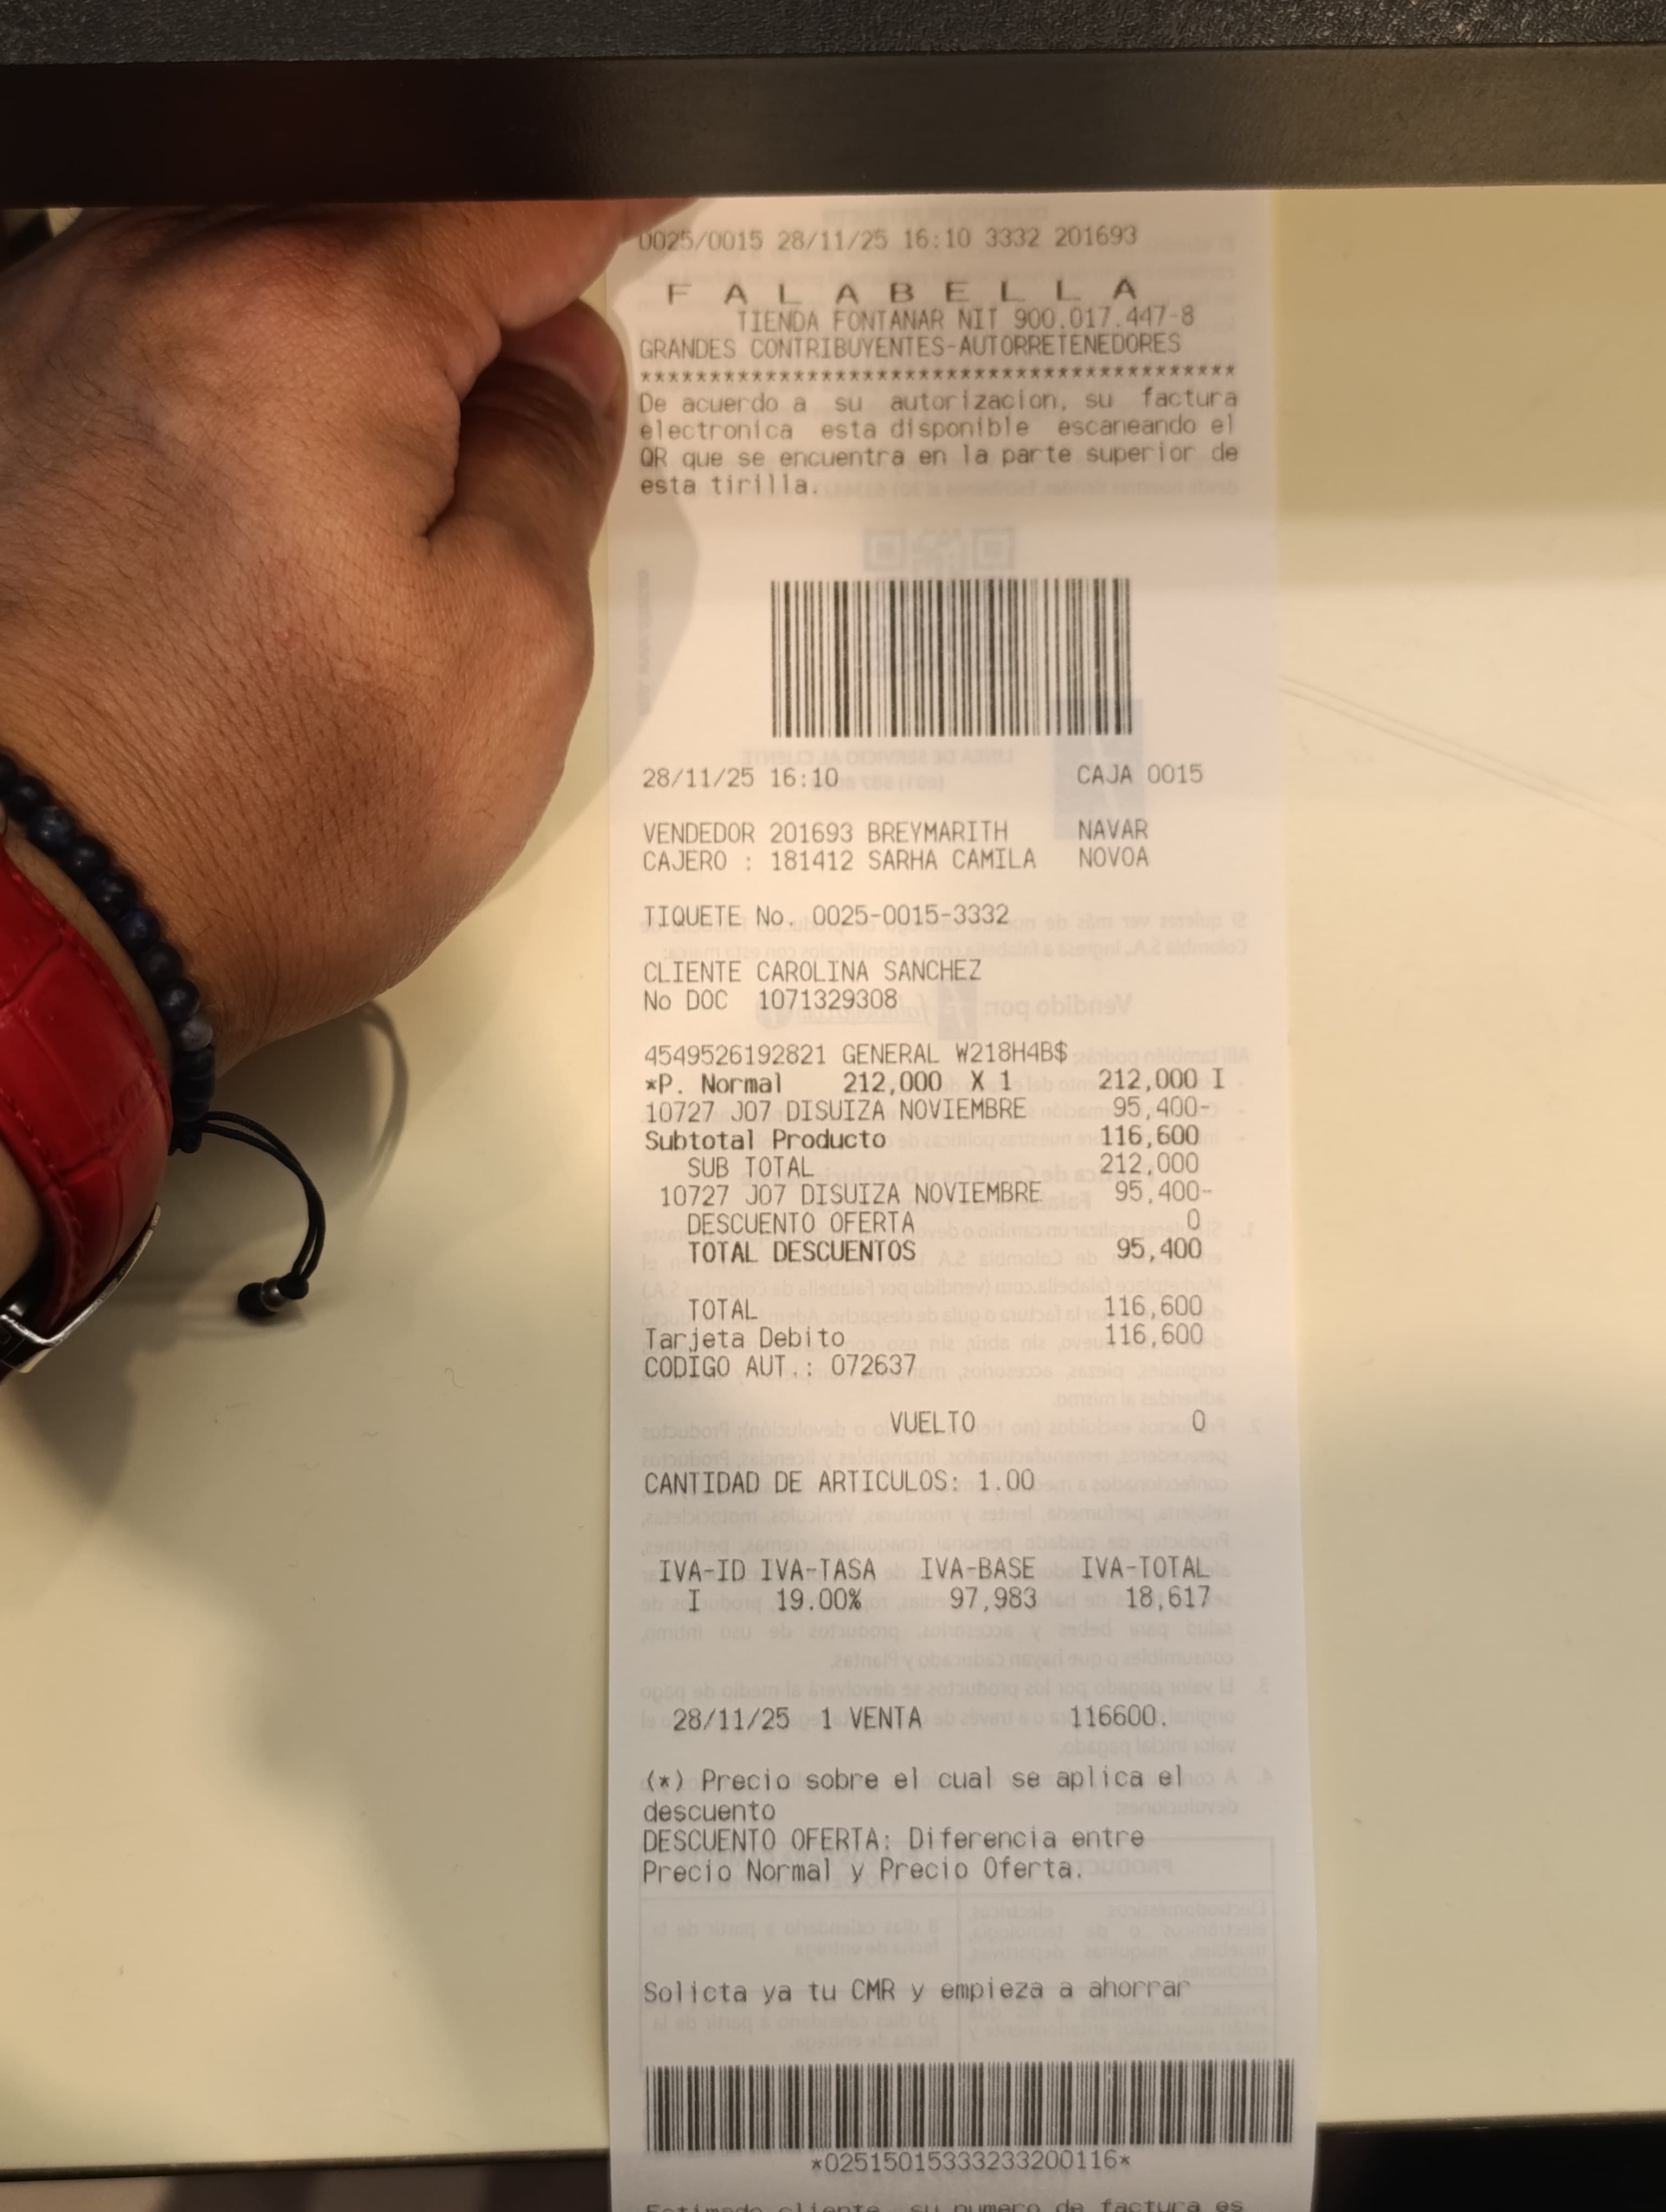 0025/0015 28/11/25 16:10 3332 201693
F A L A B E L L A
TIENDA FONTANAR NIT 900.017.447-8
GRANDES CONTRIBUYENTES-AUTORRETENEDORES
******************************************
De acuerdo a su autorizacion, su factura
electronica esta disponible escaneando el
QR que se encuentra en la parte superior de
esta tirilla.
28/11/25 16:10 CAJA 0015
VENDEDOR 201693 BREYMARITH NAVAR
CAJERO : 181412 SARHA CAMILA NOVOA
TIQUETE No. 0025-0015-3332
CLIENTE CAROLINA SANCHEZ
No DOC 1071329308
4549526192821 GENERAL W218H4B$
*P. Normal 212,000 X 1 212,000 I
10727 J07 DISUIZA NOVIEMBRE 95,400-
Subtotal Producto 116,600
SUB TOTAL 212,000
10727 J07 DISUIZA NOVIEMBRE 95,400-
DESCUENTO OFERTA 0
TOTAL DESCUENTOS 95,400
TOTAL 116,600
Tarjeta Debito 116,600
CODIGO AUT.: 072637
VUELTO 0
CANTIDAD DE ARTICULOS: 1.00
IVA-ID IVA-TASA IVA-BASE IVA-TOTAL
I 19.00% 97,983 18,617
28/11/25 1 VENTA 116600.
(*) Precio sobre el cual se aplica el
descuento
DESCUENTO OFERTA: Diferencia entre
Precio Normal y Precio Oferta.
Solicta ya tu CMR y empieza a ahorrar
*02515015333233200116*
Estimado cliente, su numero de factura es